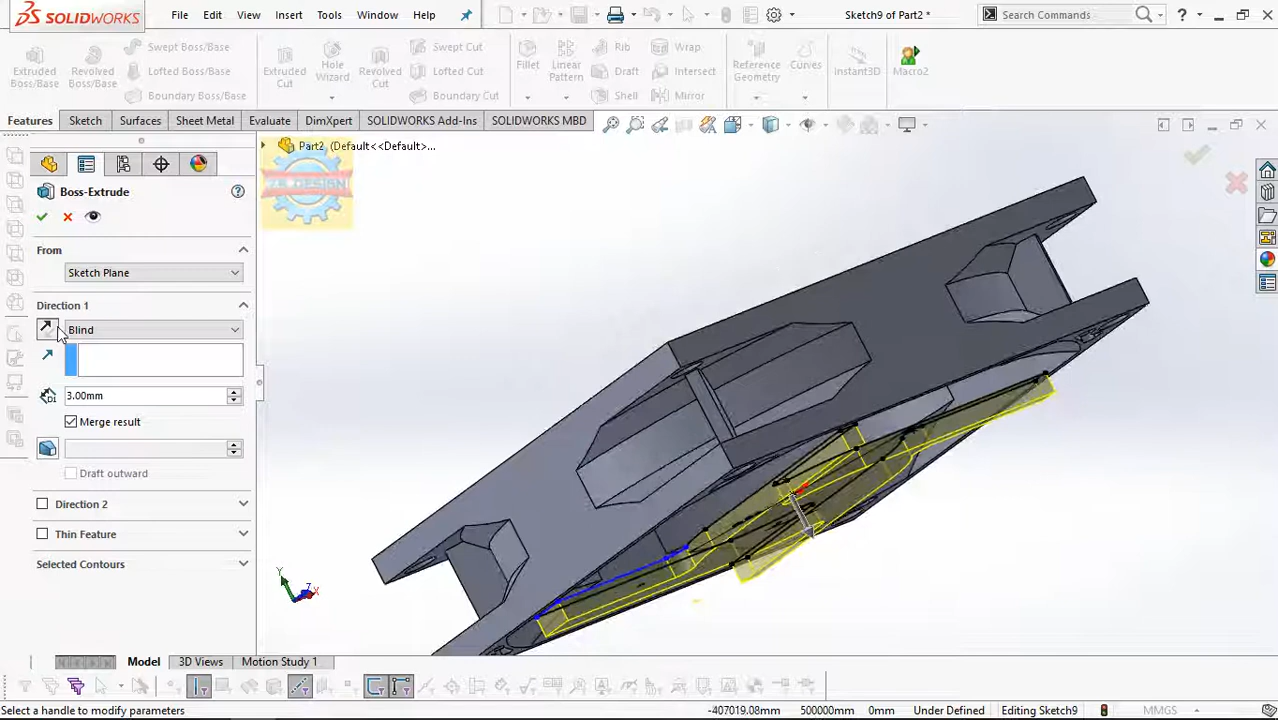 SOLIDWORKS
File Edit View Insert Tools Window Help
Sketch9 of Part2 *
Search Commands
Extruded Boss/Base
Revolved Boss/Base
Swept Boss/Base
Lofted Boss/Base
Boundary Boss/Base
Extruded Cut
Hole Wizard
Revolved Cut
Swept Cut
Lofted Cut
Boundary Cut
Fillet
Linear Pattern
Rib
Draft
Shell
Wrap
Intersect
Mirror
Reference Geometry
Curves
Instant3D
Macro2
Features Sketch Surfaces Sheet Metal Evaluate DimXpert SOLIDWORKS Add-Ins SOLIDWORKS MBD
Part2 (Default<<Default>...
Boss-Extrude
From
Sketch Plane
Direction 1
Blind
D1
3.00mm
Merge result
Draft outward
Direction 2
Thin Feature
Selected Contours
Y
Z
X
Model 3D Views Motion Study 1
Select a handle to modify parameters
-407019.08mm 500000mm 0mm Under Defined Editing Sketch9 MMGS